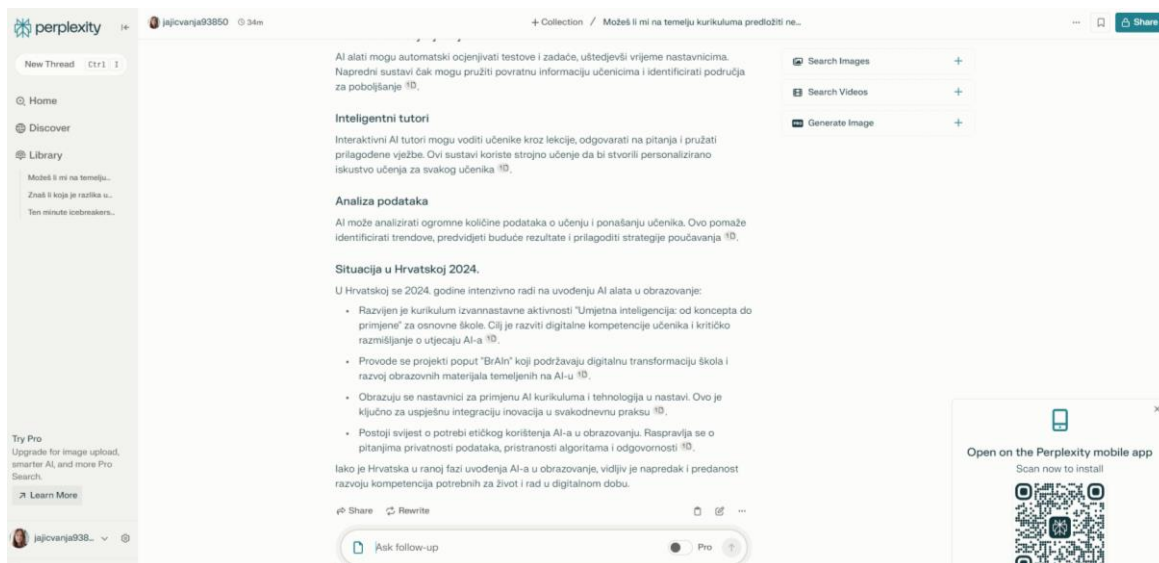 perplexity
New Thread Ctrl I
Home
Discover
Library
Možeš li mi na temelju...
Znaš li koja je razlika u...
Ten minute icebreakers...
Try Pro
Upgrade for image upload,
smarter AI, and more Pro
Search.
Learn More
jajicvanja938...
jajicvanja93850 34m
+ Collection / Možeš li mi na temelju kurikuluma predložiti ne...
Share
AI alati mogu automatski ocjenjivati testove i zadaće, uštedjevši vrijeme nastavnicima.
Napredni sustavi čak mogu pružiti povratnu informaciju učenicima i identificirati područja
za poboljšanje
Inteligentni tutori
Interaktivni AI tutori mogu voditi učenike kroz lekcije, odgovarati na pitanja i pružati
prilagođene vježbe. Ovi sustavi koriste strojno učenje da bi stvorili personalizirano
iskustvo učenja za svakog učenika
Analiza podataka
AI može analizirati ogromne količine podataka o učenju i ponašanju učenika. Ovo pomaže
identificirati trendove, predvidjeti buduće rezultate i prilagoditi strategije poučavanja
Situacija u Hrvatskoj 2024.
U Hrvatskoj se 2024. godine intenzivno radi na uvođenju AI alata u obrazovanje:
• Razvijen je kurikulum izvannastavne aktivnosti "Umjetna inteligencija: od koncepta do
primjene" za osnovne škole. Cilj je razviti digitalne kompetencije učenika i kritičko
razmišljanje o utjecaju AI-a
• Provode se projekti poput "BrAIn" koji podržavaju digitalnu transformaciju škola i
razvoj obrazovnih materijala temeljenih na AI-u
• Obrazuju se nastavnici za primjenu AI kurikuluma i tehnologija u nastavi. Ovo je
ključno za uspješnu integraciju inovacija u svakodnevnu praksu
• Postoji svijest o potrebi etičkog korištenja AI-a u obrazovanju. Raspravlja se o
pitanjima privatnosti podataka, pristranosti algoritama i odgovornosti
Iako je Hrvatska u ranoj fazi uvođenja AI-a u obrazovanje, vidljiv je napredak i predanost
razvoju kompetencija potrebnih za život i rad u digitalnom dobu.
Share Rewrite
Ask follow-up
Pro
Search Images
Search Videos
Generate Image
Open on the Perplexity mobile app
Scan now to install